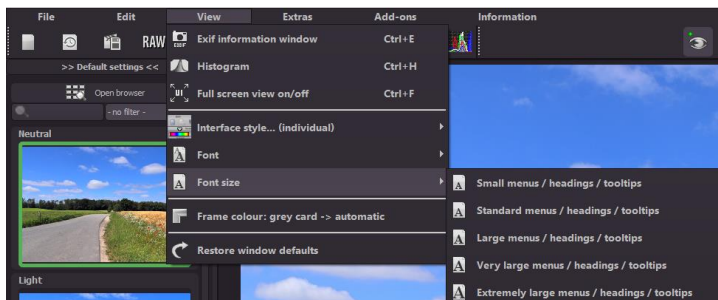 File Edit View Extras Add-ons Information
RAW
EXIF
Exif information window Ctrl+E
>> Default settings <<
Histogram Ctrl+H
Open browser
UI
Full screen view on/off Ctrl+F
- no filter -
Interface style... (individual)
Neutral
A Font
A Font size
A Small menus / headings / tooltips
A Standard menus / headings / tooltips
Frame colour: grey card -> automatic
A Large menus / headings / tooltips
Restore window defaults
A Very large menus / headings / tooltips
Light
A Extremely large menus / headings / tooltips